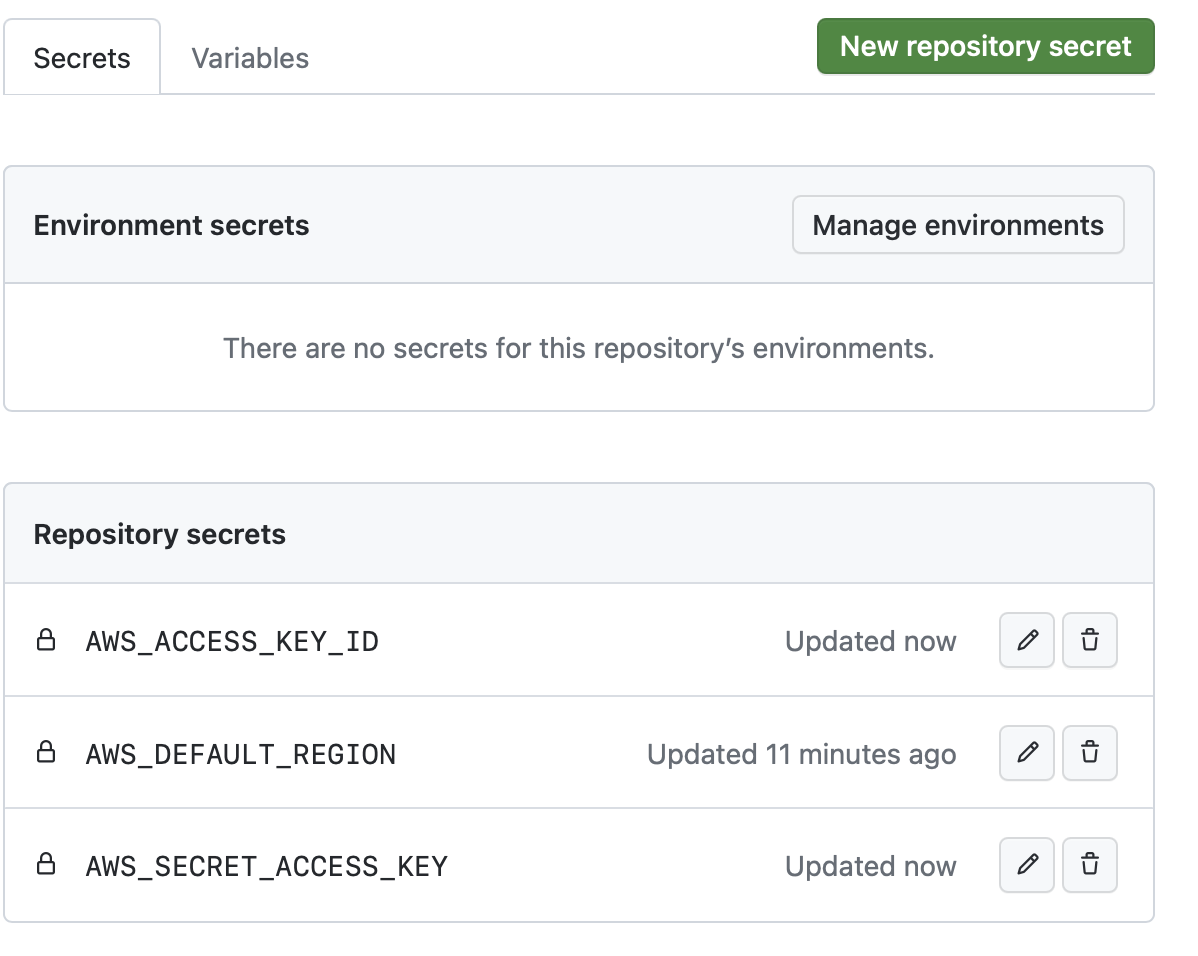 Secrets
Variables
New repository secret
Environment secrets
Manage environments
There are no secrets for this repository’s environments.
Repository secrets
AWS_ACCESS_KEY_ID
Updated now
AWS_DEFAULT_REGION
Updated 11 minutes ago
AWS_SECRET_ACCESS_KEY
Updated now